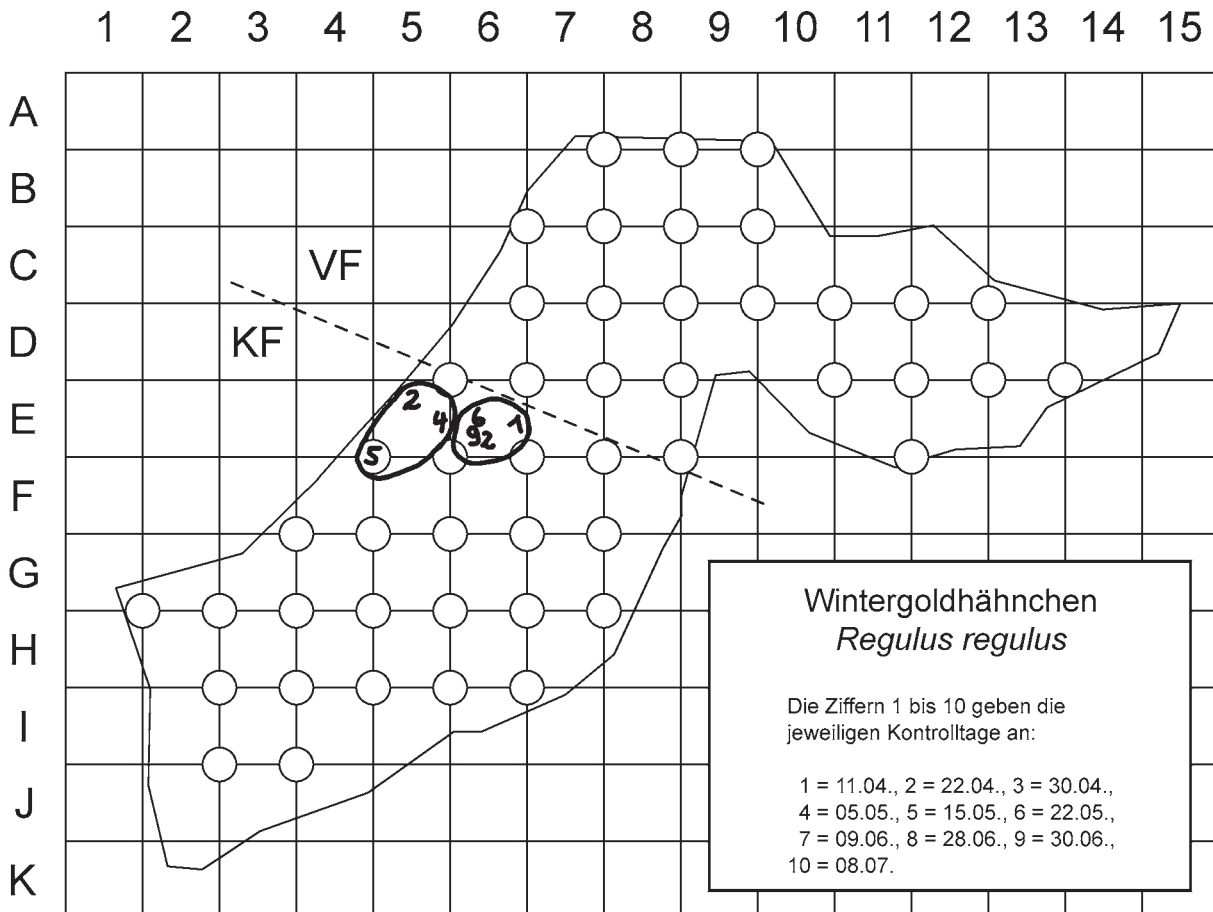 1 2 3 4 5 6 7 8 9 10 11 12 13 14 15
A
B
C
D
E
F
G
H
I
J
K
VF
KF
2
4
5
6
1
92
Wintergoldhähnchen
Regulus regulus
Die Ziffern 1 bis 10 geben die
jeweiligen Kontrolltage an:
1 = 11.04., 2 = 22.04., 3 = 30.04.,
4 = 05.05., 5 = 15.05., 6 = 22.05.,
7 = 09.06., 8 = 28.06., 9 = 30.06.,
10 = 08.07.